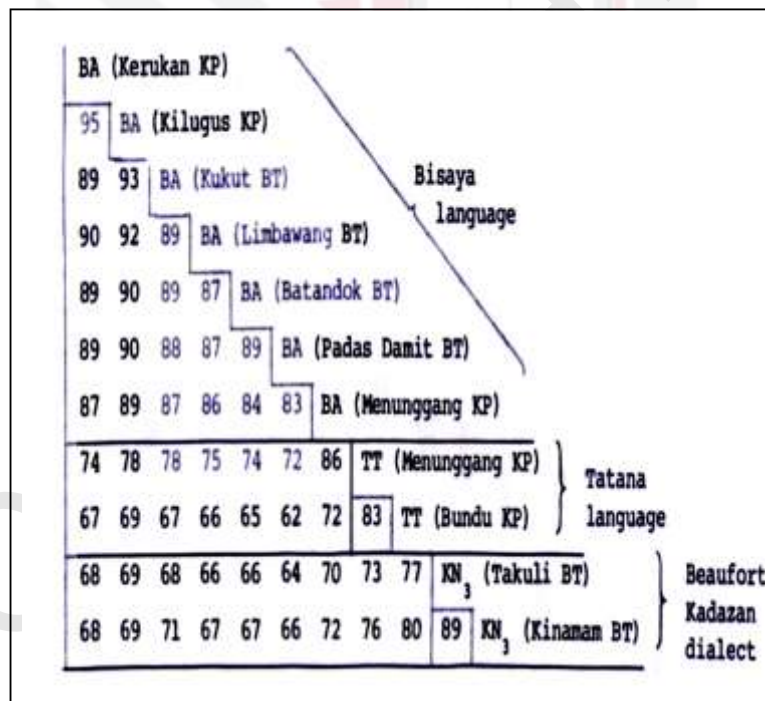 BA (Kerukan KP)
95 BA (Kilugus KP)
89 93 BA (Kukut BT)
Bisaya
language
90 92 89 BA (Limbawang BT)
89 90 89 87 BA (Batandok BT)
89 90 88 87 89 BA (Padas Damit BT)
87 89 87 86 84 83 BA (Menunggang KP)
74 78 78 75 74 72 86 TT (Menunggang KP)
67 69 67 66 65 62 72 83 TT (Bundu KP)
Tatana
language
68 69 68 66 66 64 70 73 77 KN3 (Takuli BT)
68 69 71 67 67 66 72 76 80 89 KN3 (Kinamam BT)
Beaufort
Kadazan
dialect